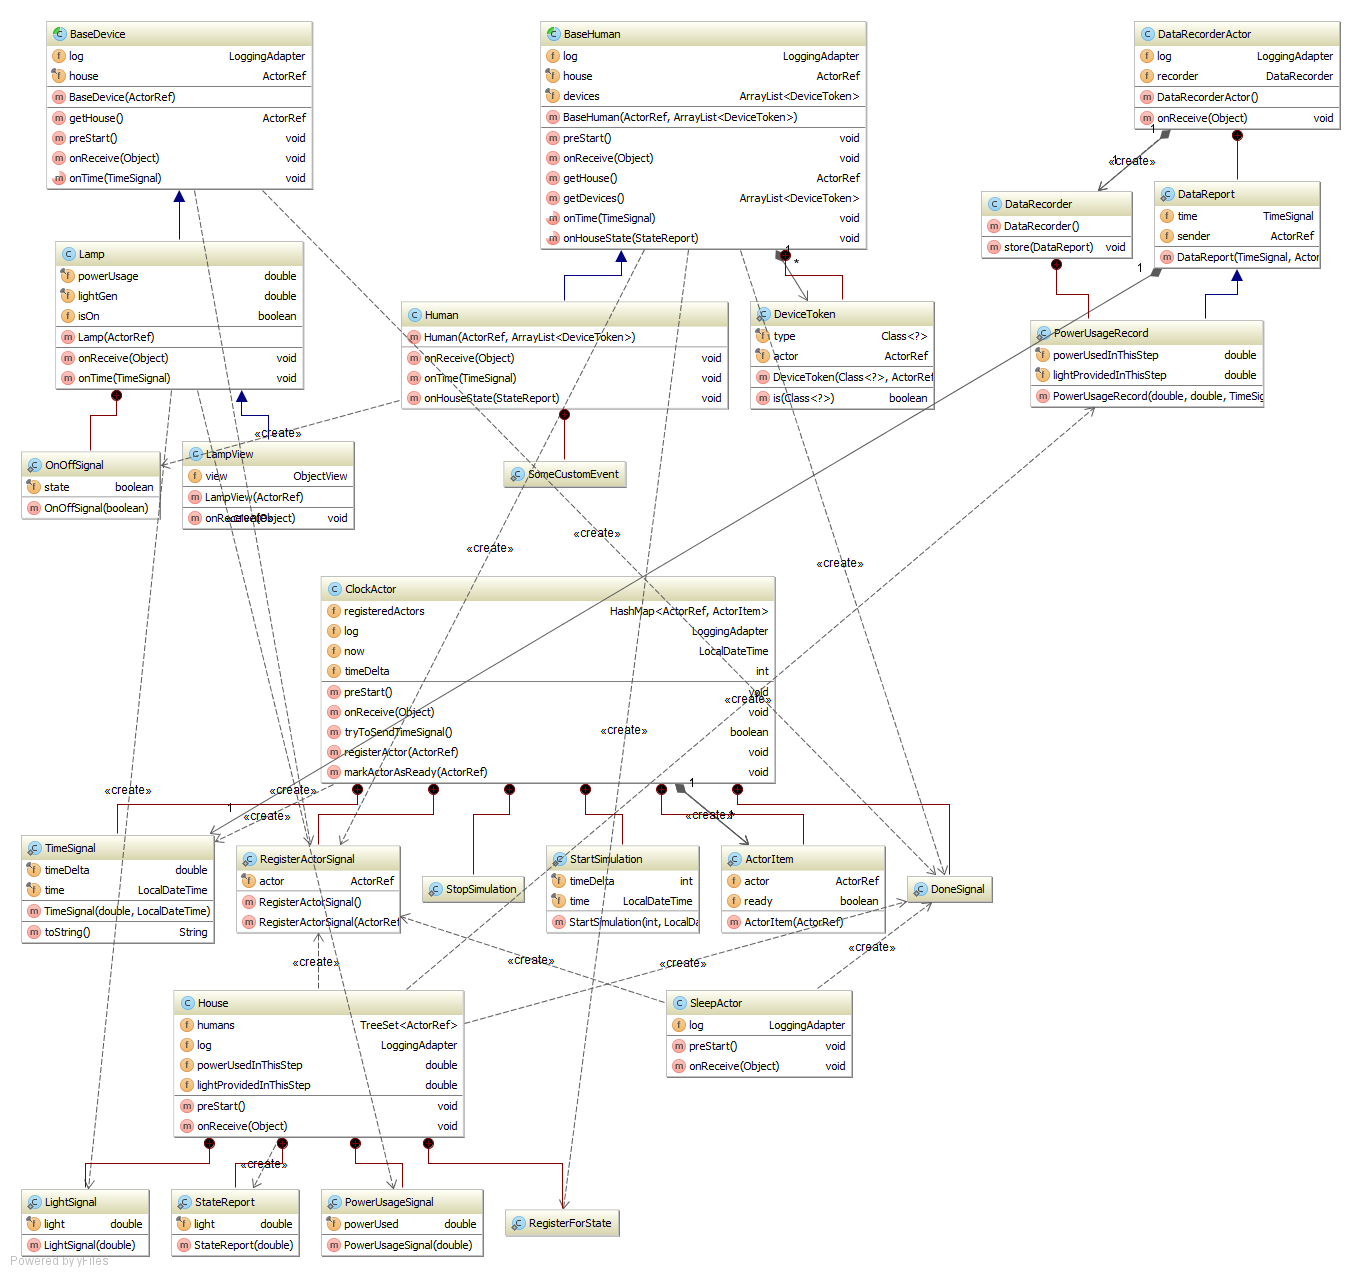 BaseDevice
log LoggingAdapter
house ActorRef
BaseDevice(ActorRef)
getHouse() ActorRef
preStart() void
onReceive(Object) void
onTime(TimeSignal) void
BaseHuman
log LoggingAdapter
house ActorRef
devices ArrayList<DeviceToken>
BaseHuman(ActorRef, ArrayList<DeviceToken>)
preStart() void
onReceive(Object) void
getHouse() ActorRef
getDevices() ArrayList<DeviceToken>
onTime(TimeSignal) void
onHouseState(StateReport) void
DataRecorderActor
log LoggingAdapter
recorder DataRecorder
DataRecorderActor()
onReceive(Object) void
1
1
«create»
DataRecorder
DataRecorder()
store(DataReport) void
DataReport
time TimeSignal
sender ActorRef
DataReport(TimeSignal, Actor
1
Lamp
powerUsage double
lightGen double
isOn boolean
Lamp(ActorRef)
onReceive(Object) void
onTime(TimeSignal) void
1
*
Human
Human(ActorRef, ArrayList<DeviceToken>)
onReceive(Object) void
onTime(TimeSignal) void
onHouseState(StateReport) void
DeviceToken
type Class<?>
actor ActorRef
DeviceToken(Class<?>, ActorRef
is(Class<?>) boolean
PowerUsageRecord
powerUsedInThisStep double
lightProvidedInThisStep double
PowerUsageRecord(double, double, TimeSig
«create»
OnOffSignal
state boolean
OnOffSignal(boolean)
LampView
view ObjectView
LampView(ActorRef)
onReceive(Object) void
«create»
SomeCustomEvent
«create»
«create»
«create»
ClockActor
registeredActors HashMap<ActorRef, ActorItem>
log LoggingAdapter
now LocalDateTime
timeDelta int
preStart() void
onReceive(Object) void
tryToSendTimeSignal() boolean
registerActor(ActorRef) void
markActorAsReady(ActorRef) void
«create»
«create»
«create»
«create»
1
«create»
1
«create»
*
TimeSignal
timeDelta double
time LocalDateTime
TimeSignal(double, LocalDateTime)
toString() String
RegisterActorSignal
actor ActorRef
RegisterActorSignal()
RegisterActorSignal(ActorRef
StopSimulation
StartSimulation
timeDelta int
time LocalDateTime
StartSimulation(int, LocalDa
ActorItem
actor ActorRef
ready boolean
ActorItem(ActorRef)
DoneSignal
«create»
«create»
«create»
«create»
House
humans TreeSet<ActorRef>
log LoggingAdapter
powerUsedInThisStep double
lightProvidedInThisStep double
preStart() void
onReceive(Object) void
SleepActor
log LoggingAdapter
preStart() void
onReceive(Object) void
«create»
LightSignal
light double
LightSignal(double)
StateReport
light double
StateReport(double)
PowerUsageSignal
powerUsed double
PowerUsageSignal(double)
RegisterForState
Powered by yFiles